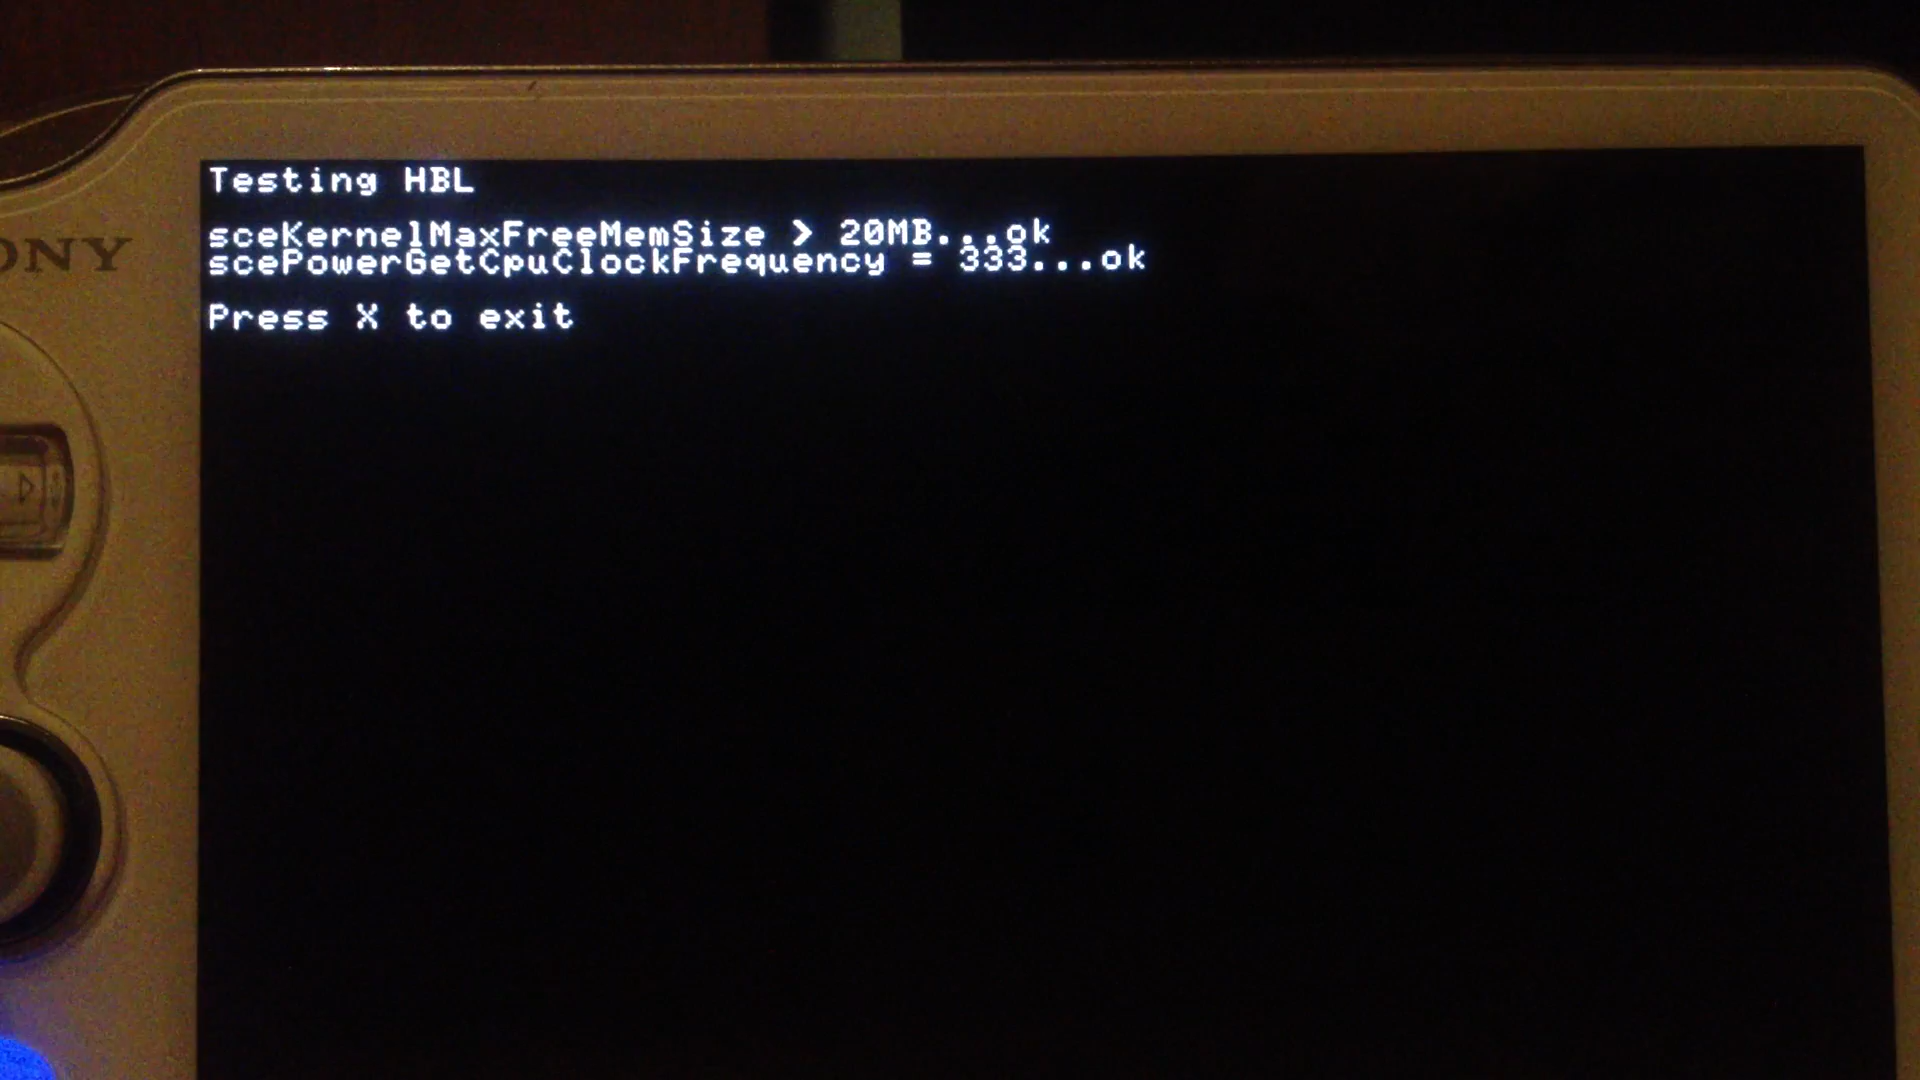 Testing HBL
sceKernelMaxFreeMemSize > 20MB...ok
scePowerGetCpuClockFrequency = 333...ok
Press X to exit
ONY